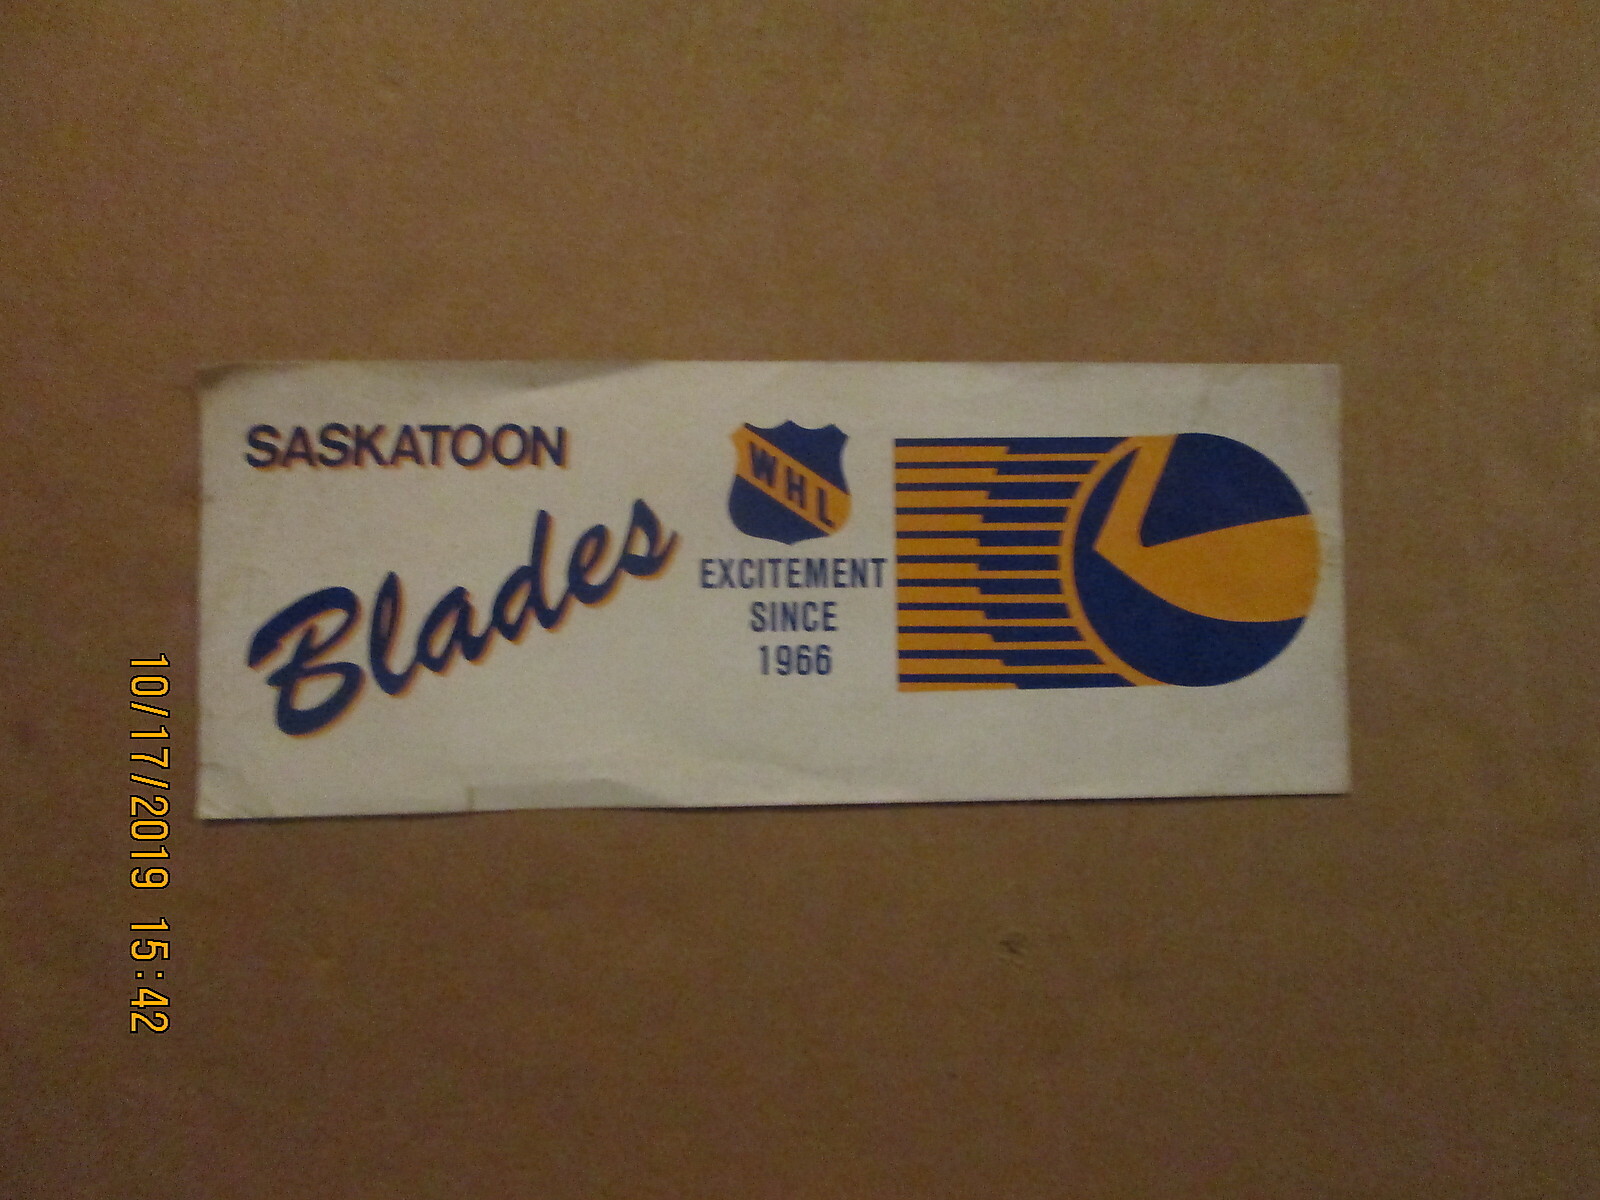 SASKATOON
Blades
WHL
EXCITEMENT
SINCE
1966
10/17/2019 15:42